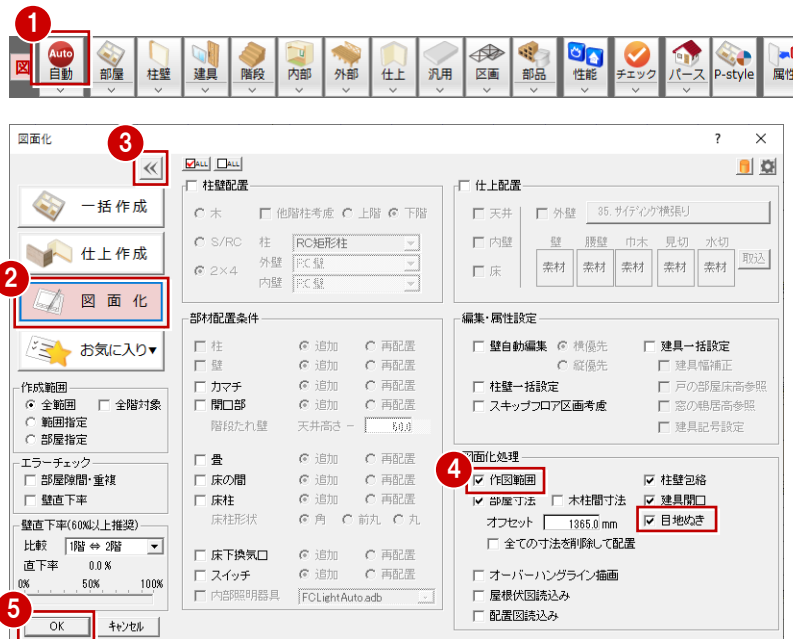 1
図
Auto
自動 部屋 柱壁 建具 階段 内部 外部 仕上 汎用 区画 部品 性能 チェック パース P-style 属性
図面化 ? ×
3
ALL ALL
一括作成
仕上作成
2
図面化
お気に入り▼
作成範囲
全範囲 全階対象
範囲指定
部屋指定
エラーチェック
部屋隙間・重複
壁直下率
壁直下率(60%以上推奨)
比較 1階 ⇔ 2階
直下率 0.0 %
0% 50% 100%
5
OK キャンセル
柱壁配置
木 他階柱考慮 上階 下階
S/RC 柱 RC矩形柱
2×4 外壁 RC壁
内壁 RC壁
部材配置条件
柱 追加 再配置
壁 追加 再配置
カマチ 追加 再配置
開口部 追加 再配置
階段たれ壁 天井高さ - 50.0
畳 追加 再配置
床の間 追加 再配置
床柱 追加 再配置
床柱形状 角 前丸 丸
床下換気口 追加 再配置
スイッチ 追加 再配置
内部照明器具 FCLightAuto.adb
仕上配置
天井 外壁 35. サイディング横張り
内壁 壁 腰壁 巾木 見切 水切
床 素材 素材 素材 素材 素材 取込
編集・属性設定
壁自動編集 横優先 建具一括設定
縦優先 建具幅補正
柱壁一括設定 戸の部屋床高参照
スキップフロア区画考慮 窓の鴨居高参照
建具記号設定
4
図面化処理
作図範囲 柱壁包絡
部屋寸法 木柱間寸法 建具開口
オフセット 1365.0 mm 目地ぬき
全ての寸法を削除して配置
オーバーハングライン描画
屋根伏図読込み
配置図読込み